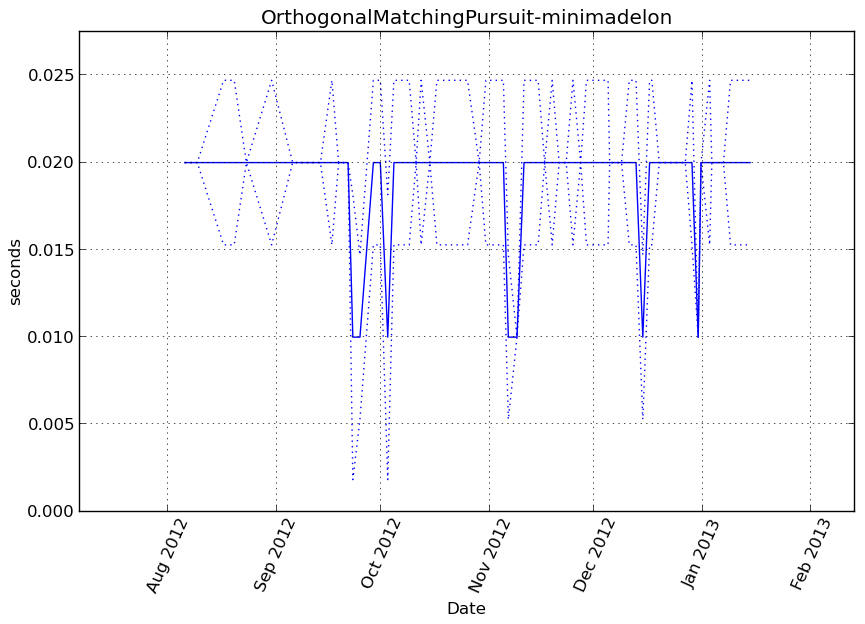 OrthogonalMatchingPursuit-minimadelon
0.025
0.020
0.015
0.010
0.005
0.000
seconds
Aug 2012
Sep 2012
Oct 2012
Nov 2012
Dec 2012
Jan 2013
Feb 2013
Date